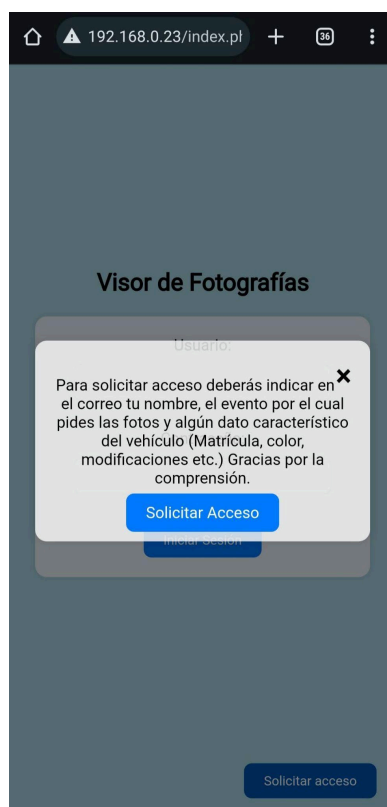 192.168.0.23/index.pl
36
Visor de Fotografías
Usuario:
Para solicitar acceso deberás indicar en
el correo tu nombre, el evento por el cual
pides las fotos y algún dato característico
del vehículo (Matrícula, color,
modificaciones etc.) Gracias por la
comprensión.
Solicitar Acceso
Iniciar Sesión
Solicitar acceso